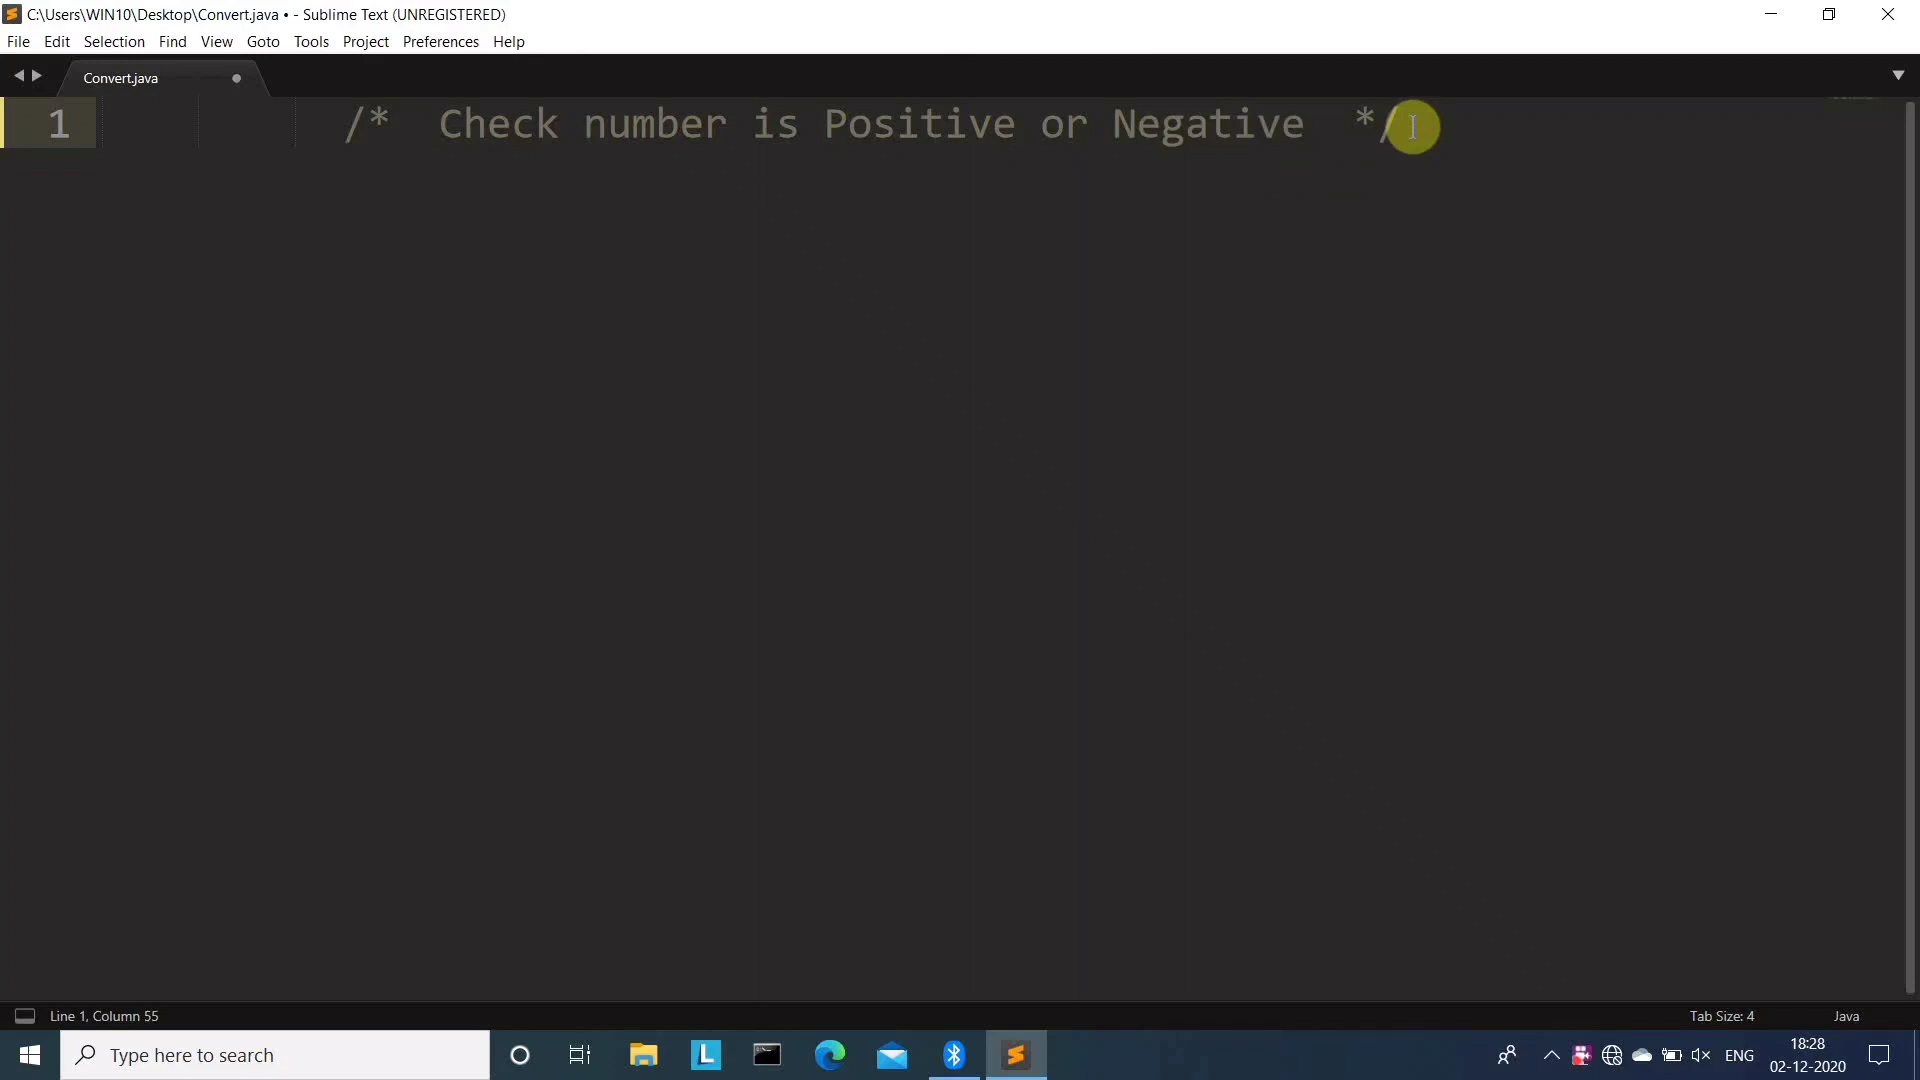 C:\Users\WIN10\Desktop\Convert.java • - Sublime Text (UNREGISTERED)
File Edit Selection Find View Goto Tools Project Preferences Help
Convert.java
1 /*  Check number is Positive or Negative  */
Line 1, Column 55 Tab Size: 4 Java
Type here to search ENG 18:28
02-12-2020